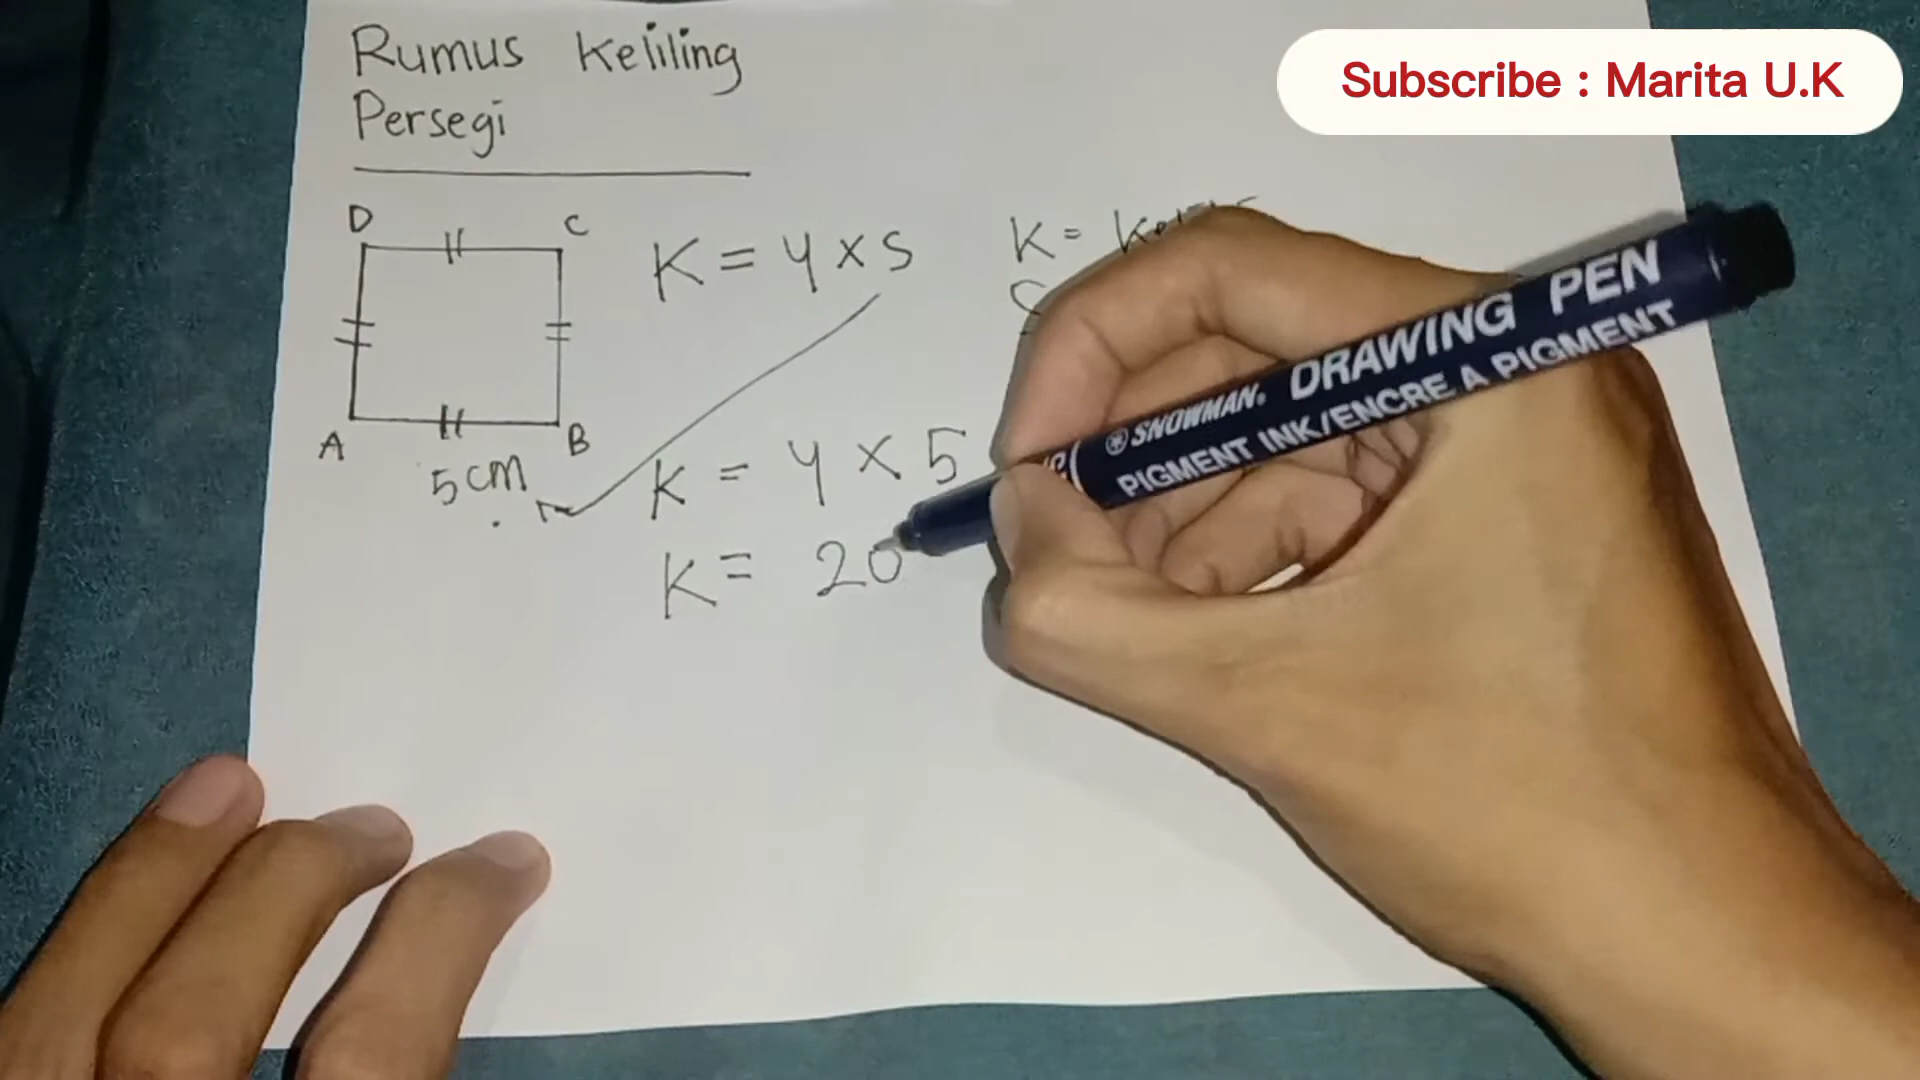 Rumus Keliling
Persegi
Subscribe : Marita U.K
D
C
K = 4 x s
K =
A
B
5 cm
K = 4 x 5
K = 20
SNOWMAN. DRAWING PEN
PIGMENT INK/ENCRE A PIGMENT